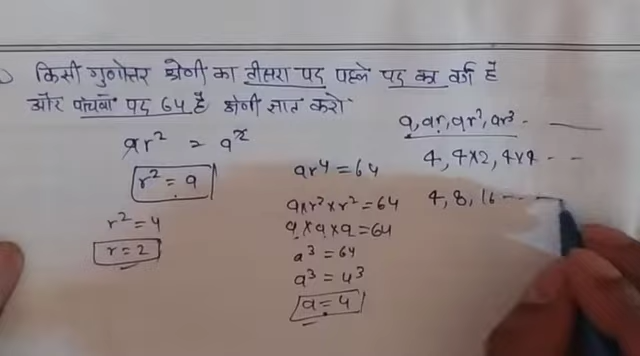 किसी गुणोत्तर श्रेणी का तीसरा पद पहले पद का वर्ग है
और पांचवाँ पद 64 है श्रेणी ज्ञात करो
ar² = a²
r² = a
r² = 4
r = 2
ar⁴ = 64
a×r²×r² = 64
a×a×a = 64
a³ = 64
a³ = 4³
a = 4
a, ar, ar², ar³ - ——
4, 4×2, 4×4 - -
4, 8, 16 - - —